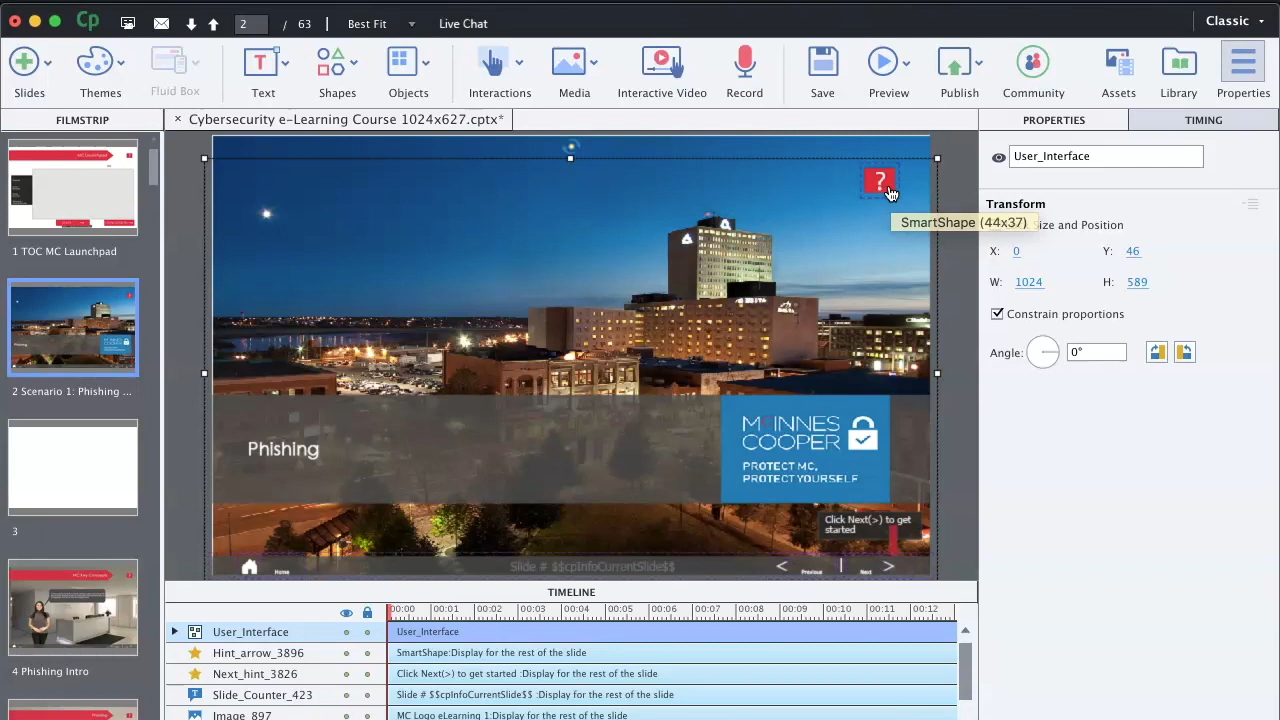 Cp
2 / 63
Best Fit
Live Chat
Classic
Slides
Themes
Fluid Box
Text
Shapes
Objects
Interactions
Media
Interactive Video
Record
Save
Preview
Publish
Community
Assets
Library
Properties
FILMSTRIP
× Cybersecurity e-Learning Course 1024x627.cptx*
PROPERTIES
TIMING
User_Interface
Transform
Size and Position
X: 0 Y: 46
W: 1024 H: 589
Constrain proportions
Angle: 0°
1 TOC MC Launchpad
2 Scenario 1: Phishing ...
3
4 Phishing Intro
?
SmartShape (44x37)
Phishing
MCINNES
COOPER
PROTECT MC,
PROTECT YOURSELF
Click Next(>) to get
started
Home
Slide # $$cpInfoCurrentSlide$$
< Previous
Next >
TIMELINE
00:00 00:01 00:02 00:03 00:04 00:05 00:06 00:07 00:08 00:09 00:10 00:11 00:12
User_Interface
User_Interface
Hint_arrow_3896
SmartShape:Display for the rest of the slide
Next_hint_3826
Click Next(>) to get started :Display for the rest of the slide
Slide_Counter_423
Slide # $$cpInfoCurrentSlide$$ :Display for the rest of the slide
Image_897
MC Logo eLearning 1:Display for the rest of the slide